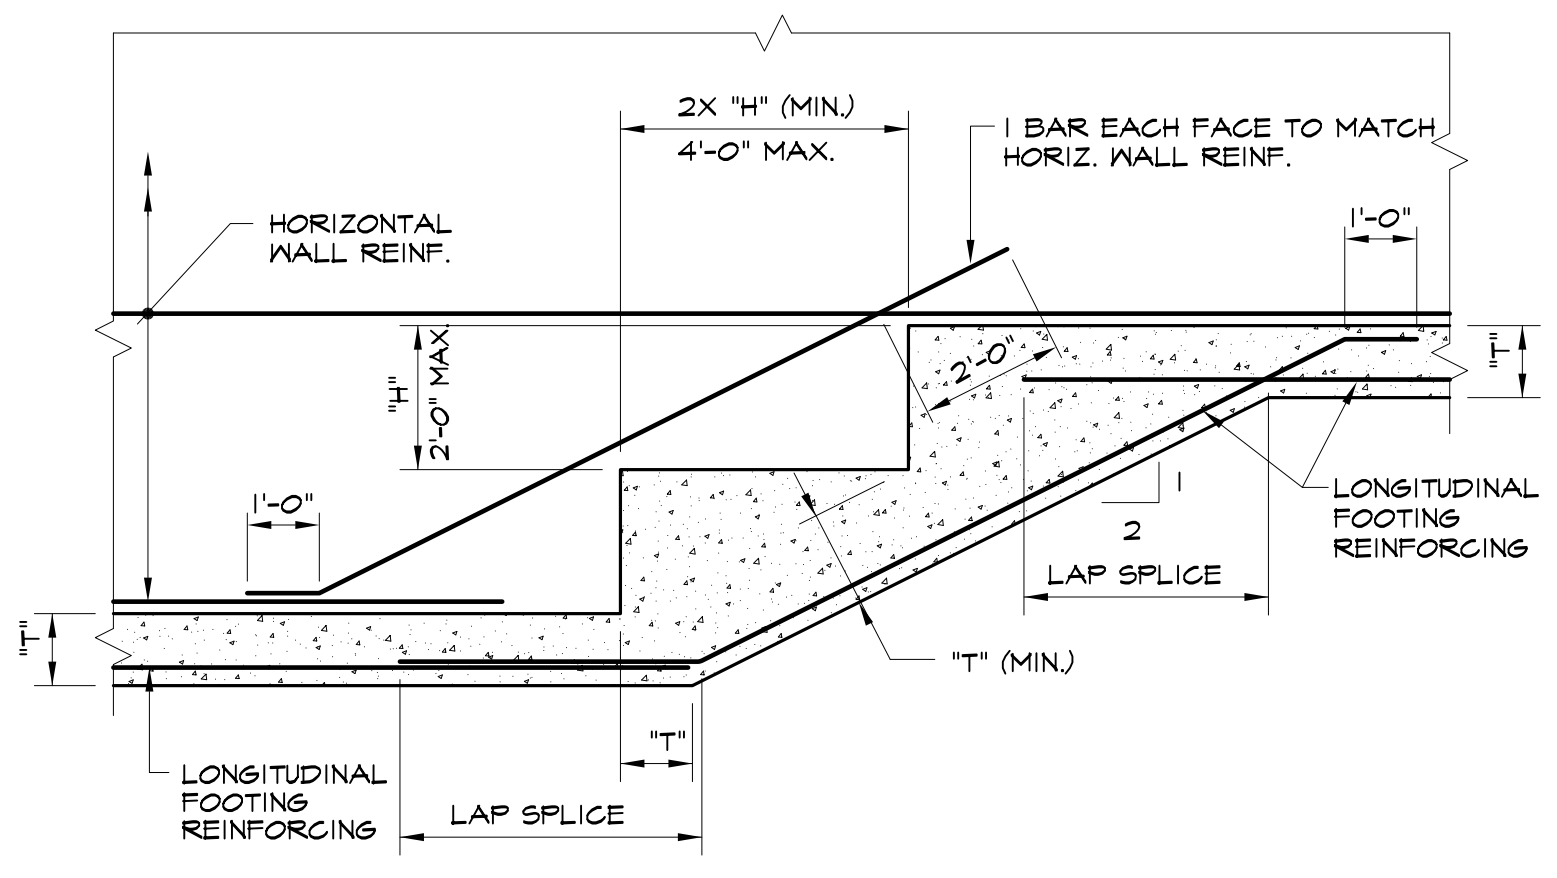 2X "H" (MIN.)
4'-0" MAX.
1 BAR EACH FACE TO MATCH
HORIZ. WALL REINF.
HORIZONTAL
WALL REINF.
1'-0"
"H"
2'-0" MAX.
2'-0"
"T"
1'-0"
1
2
LONGITUDINAL
FOOTING
REINFORCING
LAP SPLICE
"T"
"T" (MIN.)
"T"
LONGITUDINAL
FOOTING
REINFORCING
LAP SPLICE